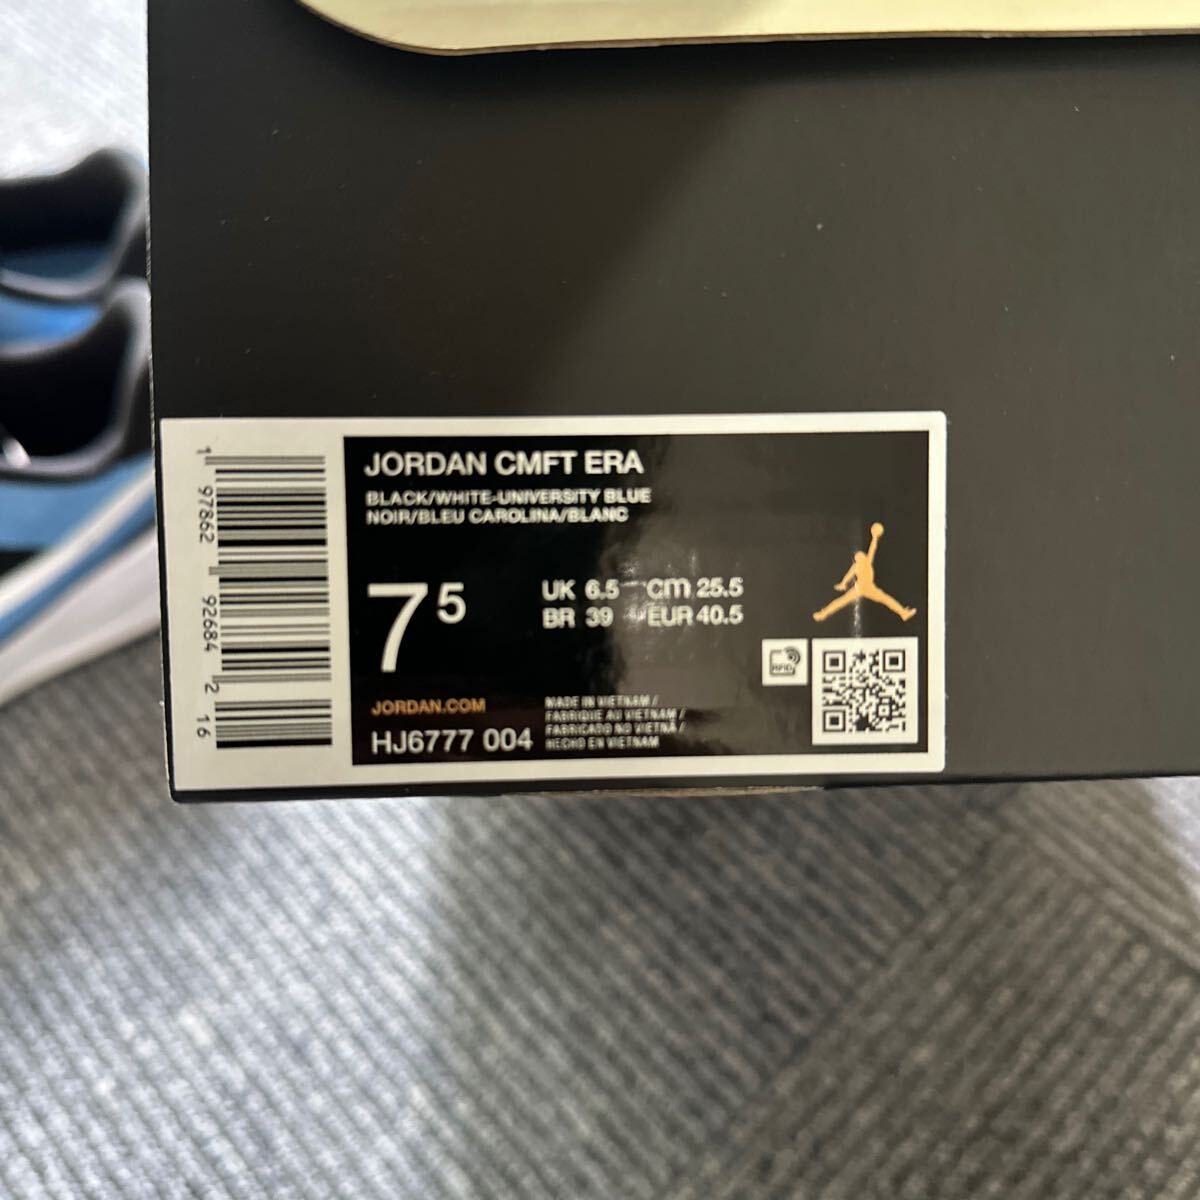 JORDAN CMFT ERA
BLACK/WHITE-UNIVERSITY BLUE
NOIR/BLEU CAROLINA/BLANC
7 5
UK 6.5 cm 25.5
BR 39 EUR 40.5
RFID
JORDAN.COM
HJ6777 004
MADE IN VIETNAM /
FABRIQUE AU VIETNAM /
FABRICADO NO VIETNÃ /
HECHO EN VIETNAM
1 97862 92684 2 16